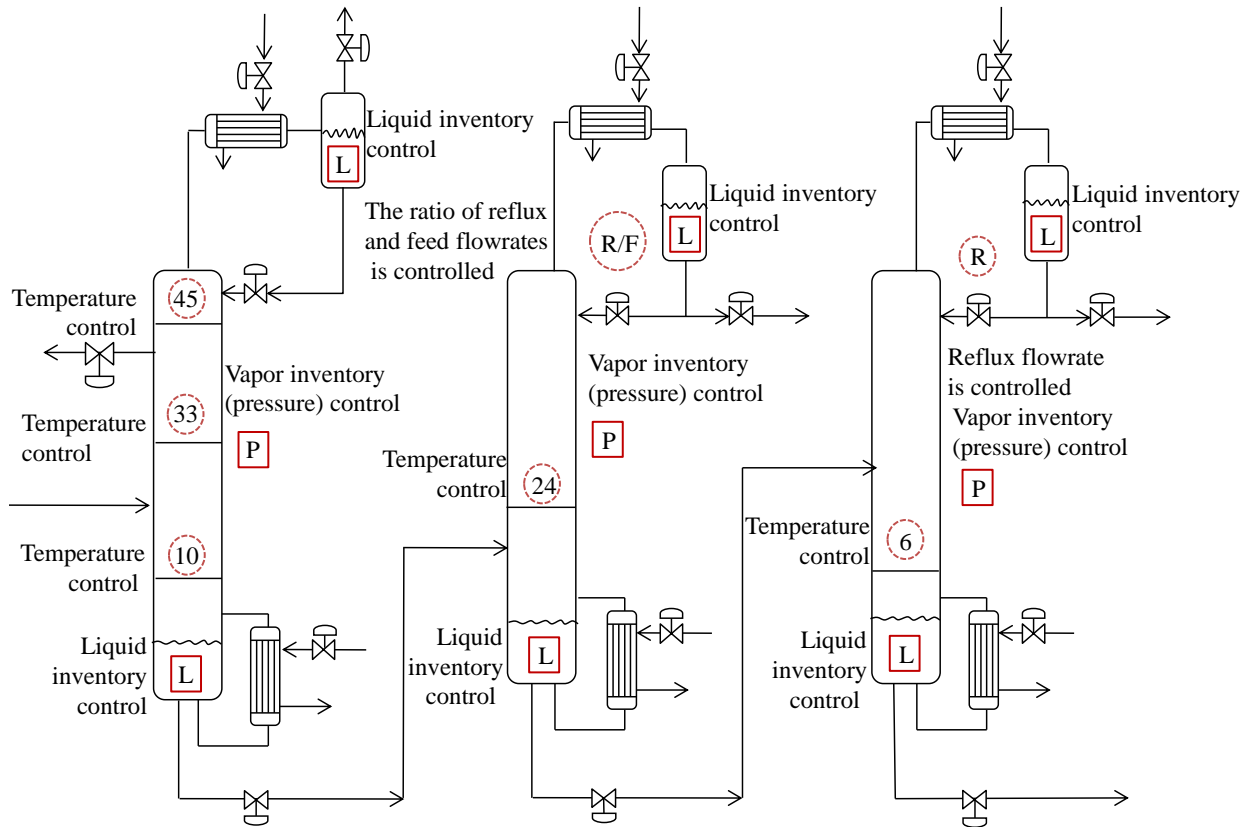 Liquid inventory
control
L
45
Temperature
control
Vapor inventory
(pressure) control
P
33
Temperature
control
10
Temperature
control
Liquid
inventory
control
L
The ratio of reflux
and feed flowrates
is controlled
R/F
Liquid inventory
control
L
Vapor inventory
(pressure) control
P
Temperature
control
24
Liquid
inventory
control
L
Liquid inventory
control
L
R
Reflux flowrate
is controlled
Vapor inventory
(pressure) control
P
Temperature
control
6
Liquid
inventory
control
L